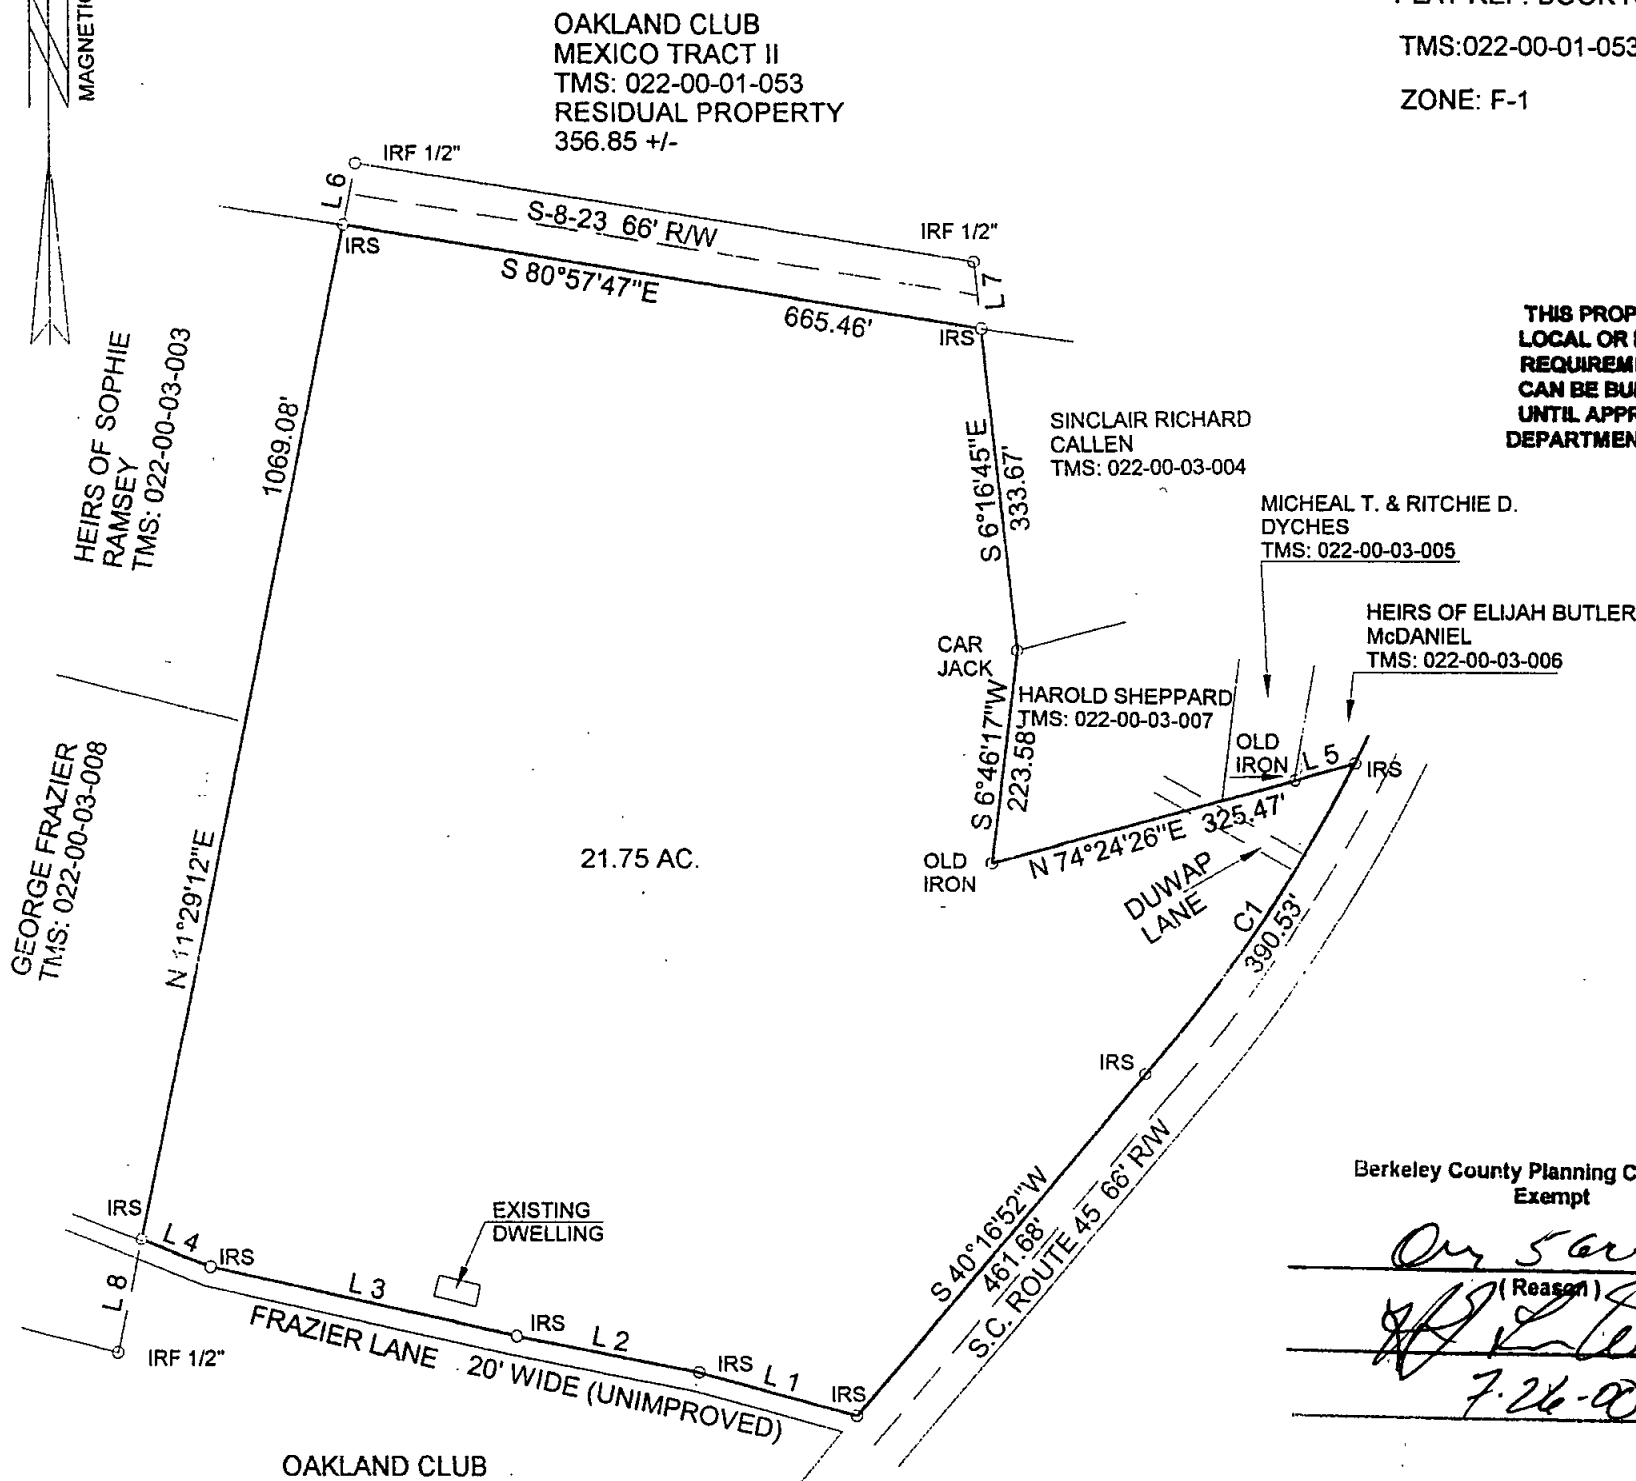 MAGNETIC
OAKLAND CLUB
MEXICO TRACT II
TMS: 022-00-01-053
RESIDUAL PROPERTY
356.85 +/-
TMS:022-00-01-053
ZONE: F-1
IRF 1/2"
L 6
S-8-23 66' R/W
IRF 1/2"
L 7
IRS
S 80°57'47"E
665.46'
IRS
THIS PROP
LOCAL OR
REQUIREM
CAN BE BU
UNTIL APPR
DEPARTMEN
HEIRS OF SOPHIE
RAMSEY
TMS: 022-00-03-003
1069.08'
N 11°29'12"E
S 6°16'45"E
333.67'
SINCLAIR RICHARD
CALLEN
TMS: 022-00-03-004
MICHEAL T. & RITCHIE D.
DYCHES
TMS: 022-00-03-005
HEIRS OF ELIJAH BUTLER
McDANIEL
TMS: 022-00-03-006
CAR
JACK
HAROLD SHEPPARD
TMS: 022-00-03-007
S 6°46'17"W
223.58'
OLD
IRON
L 5
IRS
GEORGE FRAZIER
TMS: 022-00-03-008
21.75 AC.
OLD
IRON
N 74°24'26"E 325.47'
DUWAP
LANE
C1
390.53'
IRS
S 40°16'52"W
461.68'
S.C. ROUTE 45 66' R/W
IRS
L 4
IRS
L 8
L 3
EXISTING
DWELLING
IRS
L 2
IRS
L 1
IRS
FRAZIER LANE 20' WIDE (UNIMPROVED)
IRF 1/2"
OAKLAND CLUB
Berkeley County Planning C
Exempt
(Reason)
7-26-00